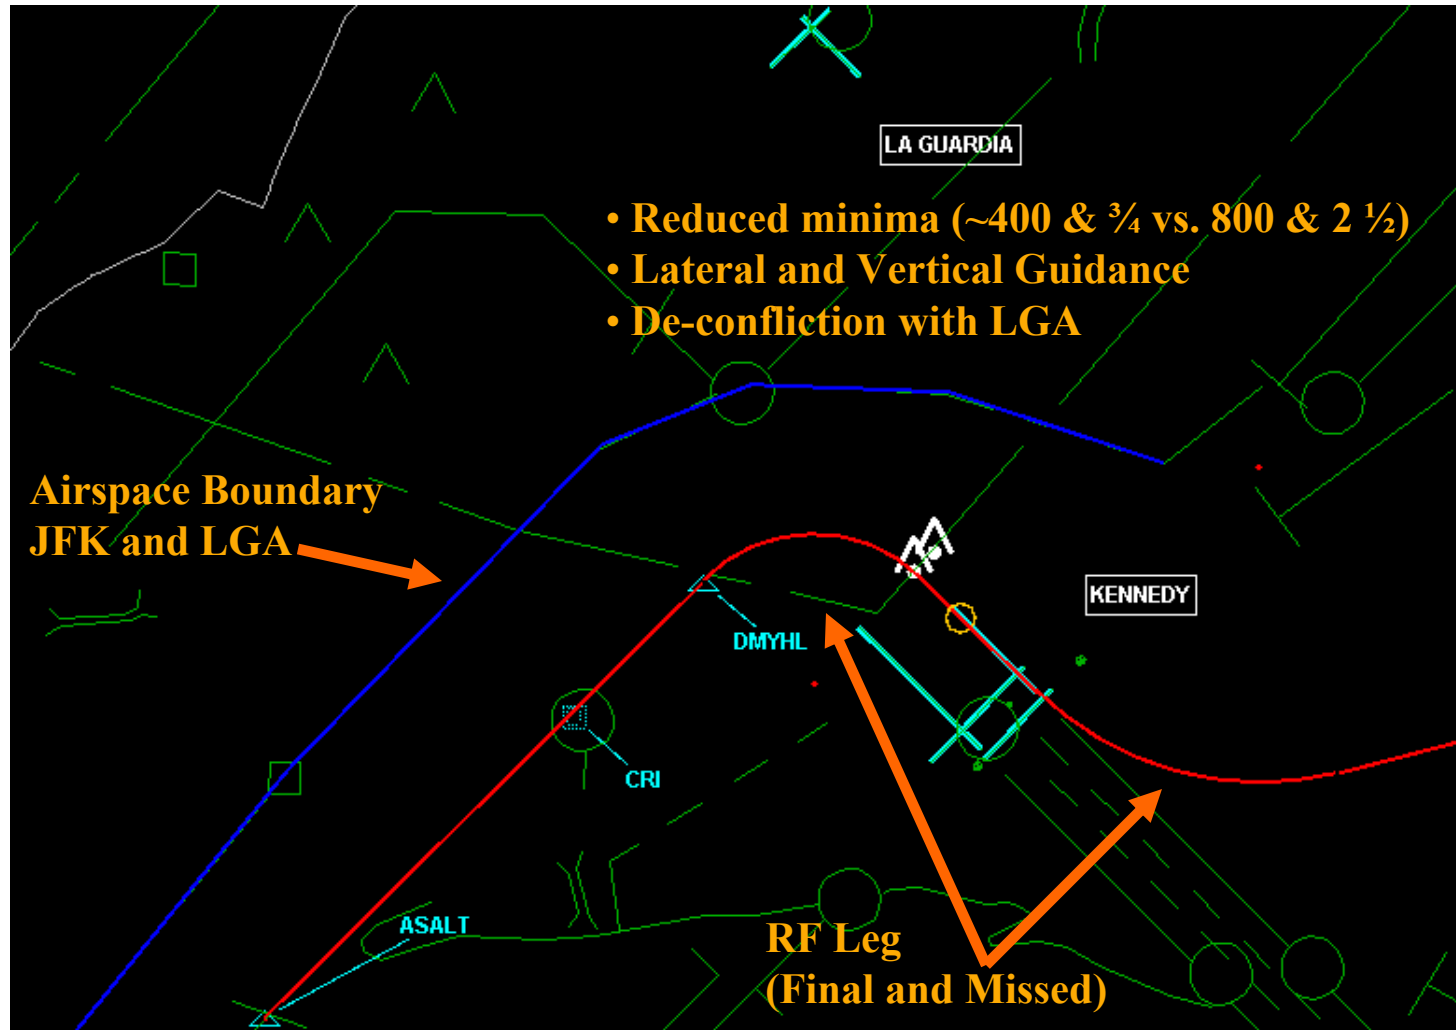 LA GUARDIA
• Reduced minima (~400 & ¾ vs. 800 & 2 ½)
• Lateral and Vertical Guidance
• De-confliction with LGA
Airspace Boundary
JFK and LGA
KENNEDY
DMYHL
CRI
ASALT
RF Leg
(Final and Missed)